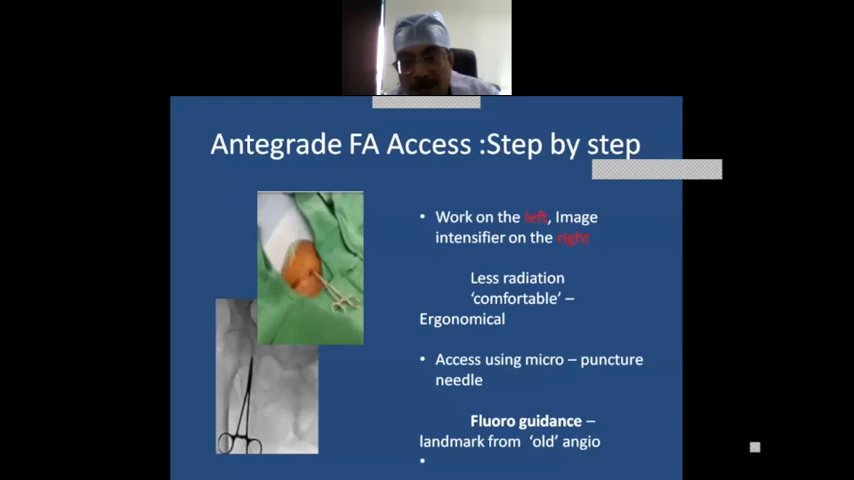 Antegrade FA Access :Step by step
• Work on the left, Image
intensifier on the right
Less radiation
‘comfortable’ –
Ergonomical
• Access using micro – puncture
needle
Fluoro guidance –
landmark from ‘old’ angio
•